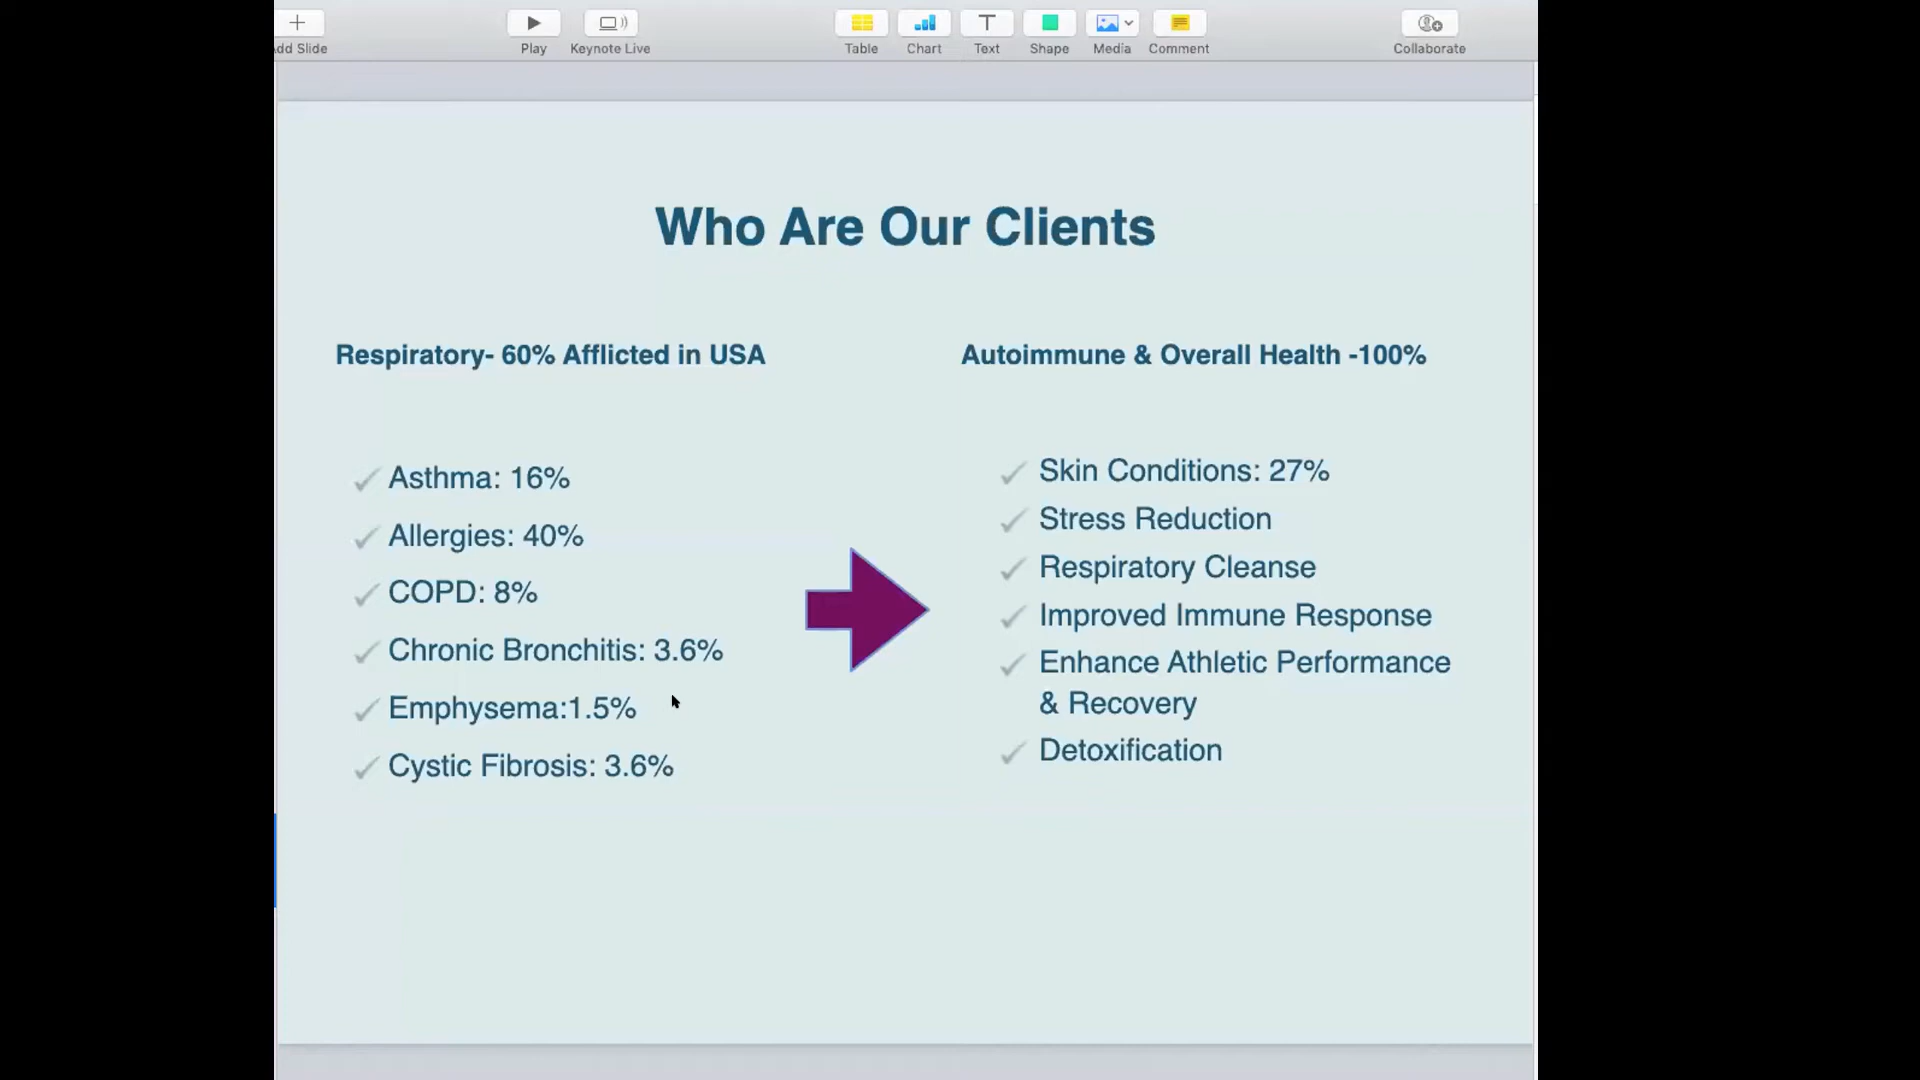 dd Slide
Play
Keynote Live
Table
Chart
Text
Shape
Media
Comment
Collaborate
Who Are Our Clients
Respiratory- 60% Afflicted in USA
Asthma: 16%
Allergies: 40%
COPD: 8%
Chronic Bronchitis: 3.6%
Emphysema:1.5%
Cystic Fibrosis: 3.6%
Autoimmune & Overall Health -100%
Skin Conditions: 27%
Stress Reduction
Respiratory Cleanse
Improved Immune Response
Enhance Athletic Performance
& Recovery
Detoxification